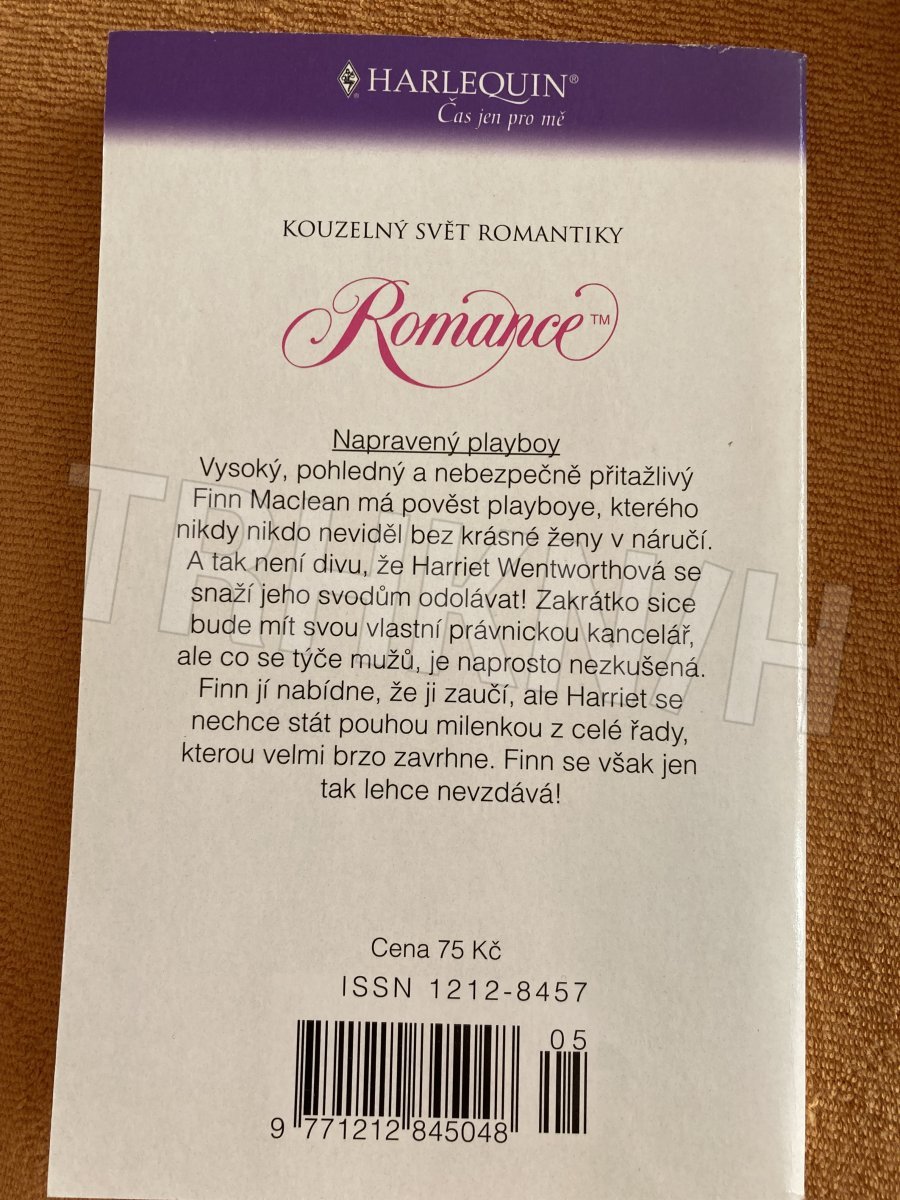 HARLEQUIN®
Čas jen pro mě
KOUZELNÝ SVĚT ROMANTIKY
Romance™
Napravený playboy
Vysoký, pohledný a nebezpečně přitažlivý
Finn Maclean má pověst playboye, kterého
nikdy nikdo neviděl bez krásné ženy v náručí.
A tak není divu, že Harriet Wentworthová se
snaží jeho svodům odolávat! Zakrátko sice
bude mít svou vlastní právnickou kancelář,
ale co se týče mužů, je naprosto nezkušená.
Finn jí nabídne, že ji zaučí, ale Harriet se
nechce stát pouhou milenkou z celé řady,
kterou velmi brzo zavrhne. Finn se však jen
tak lehce nevzdává!
Cena 75 Kč
ISSN 1212-8457
05
9 771212 845048